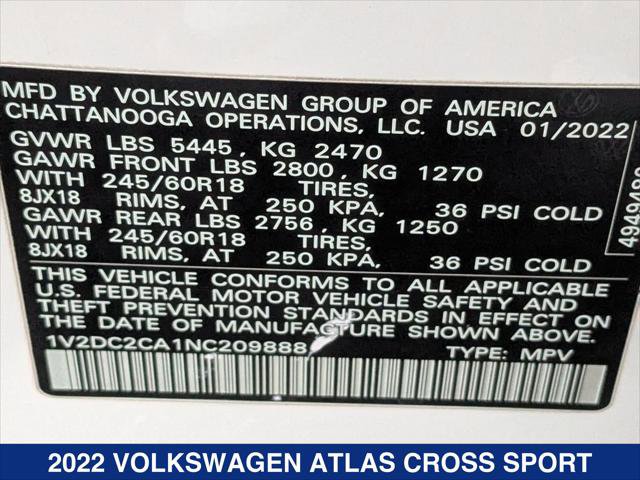 MFD BY VOLKSWAGEN GROUP OF AMERICA
CHATTANOOGA OPERATIONS, LLC. USA 01/2022
GVWR LBS 5445, KG 2470
GAWR FRONT LBS 2800, KG 1270
WITH 245/60R18 TIRES,
8JX18 RIMS, AT 250 KPA, 36 PSI COLD
GAWR REAR LBS 2756, KG 1250
WITH 245/60R18 TIRES,
8JX18 RIMS, AT 250 KPA, 36 PSI COLD
THIS VEHICLE CONFORMS TO ALL APPLICABLE
U.S. FEDERAL MOTOR VEHICLE SAFETY AND
THEFT PREVENTION STANDARDS IN EFFECT ON
THE DATE OF MANUFACTURE SHOWN ABOVE.
1V2DC2CA1NC209888 TYPE: MPV
2022 VOLKSWAGEN ATLAS CROSS SPORT